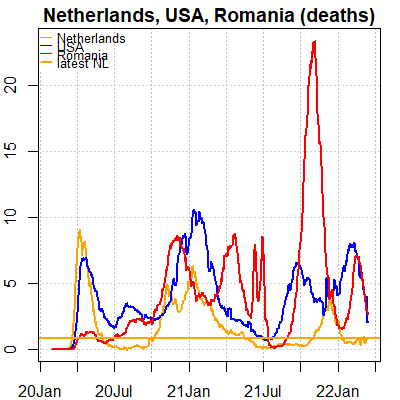 Netherlands, USA, Romania (deaths)
Netherlands
USA
Romania
latest NL
20
15
10
5
0
20Jan 20Jul 21Jan 21Jul 22Jan